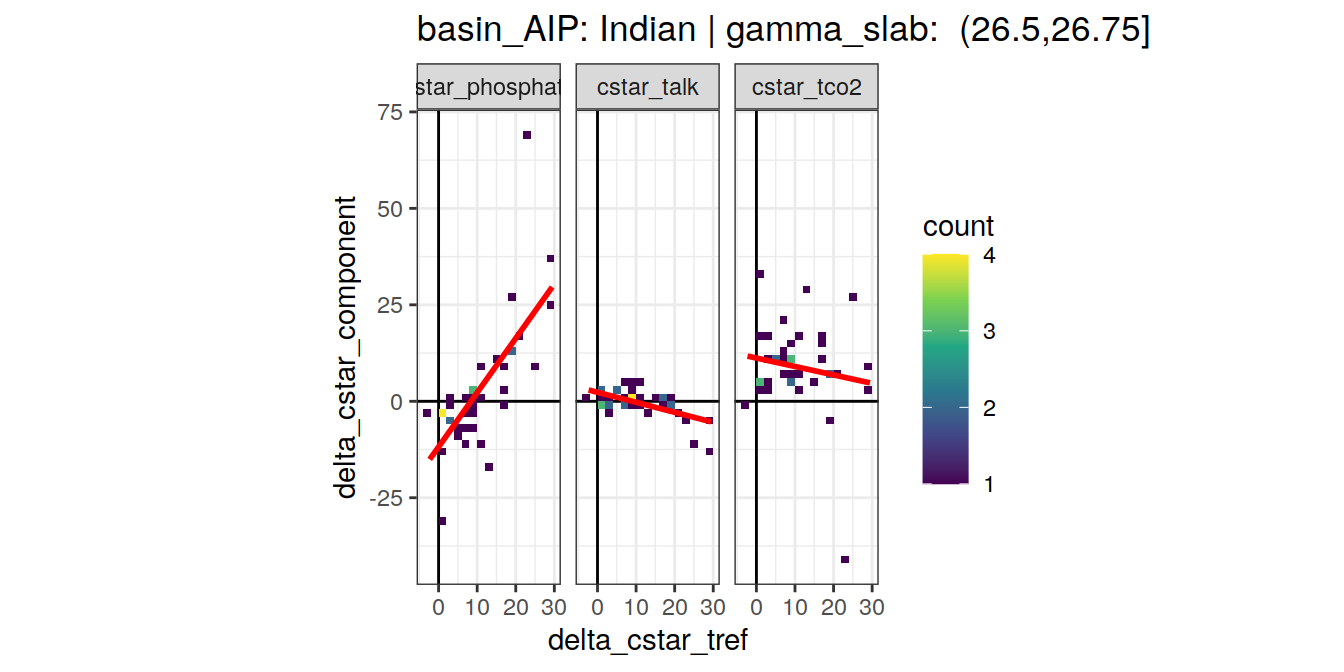 basin_AIP: Indian | gamma_slab:  (26.5,26.75]
star_phosphat
cstar_talk
cstar_tco2
75
50
25
0
-25
delta_cstar_component
0 10 20 30
0 10 20 30
0 10 20 30
delta_cstar_tref
count
4
3
2
1